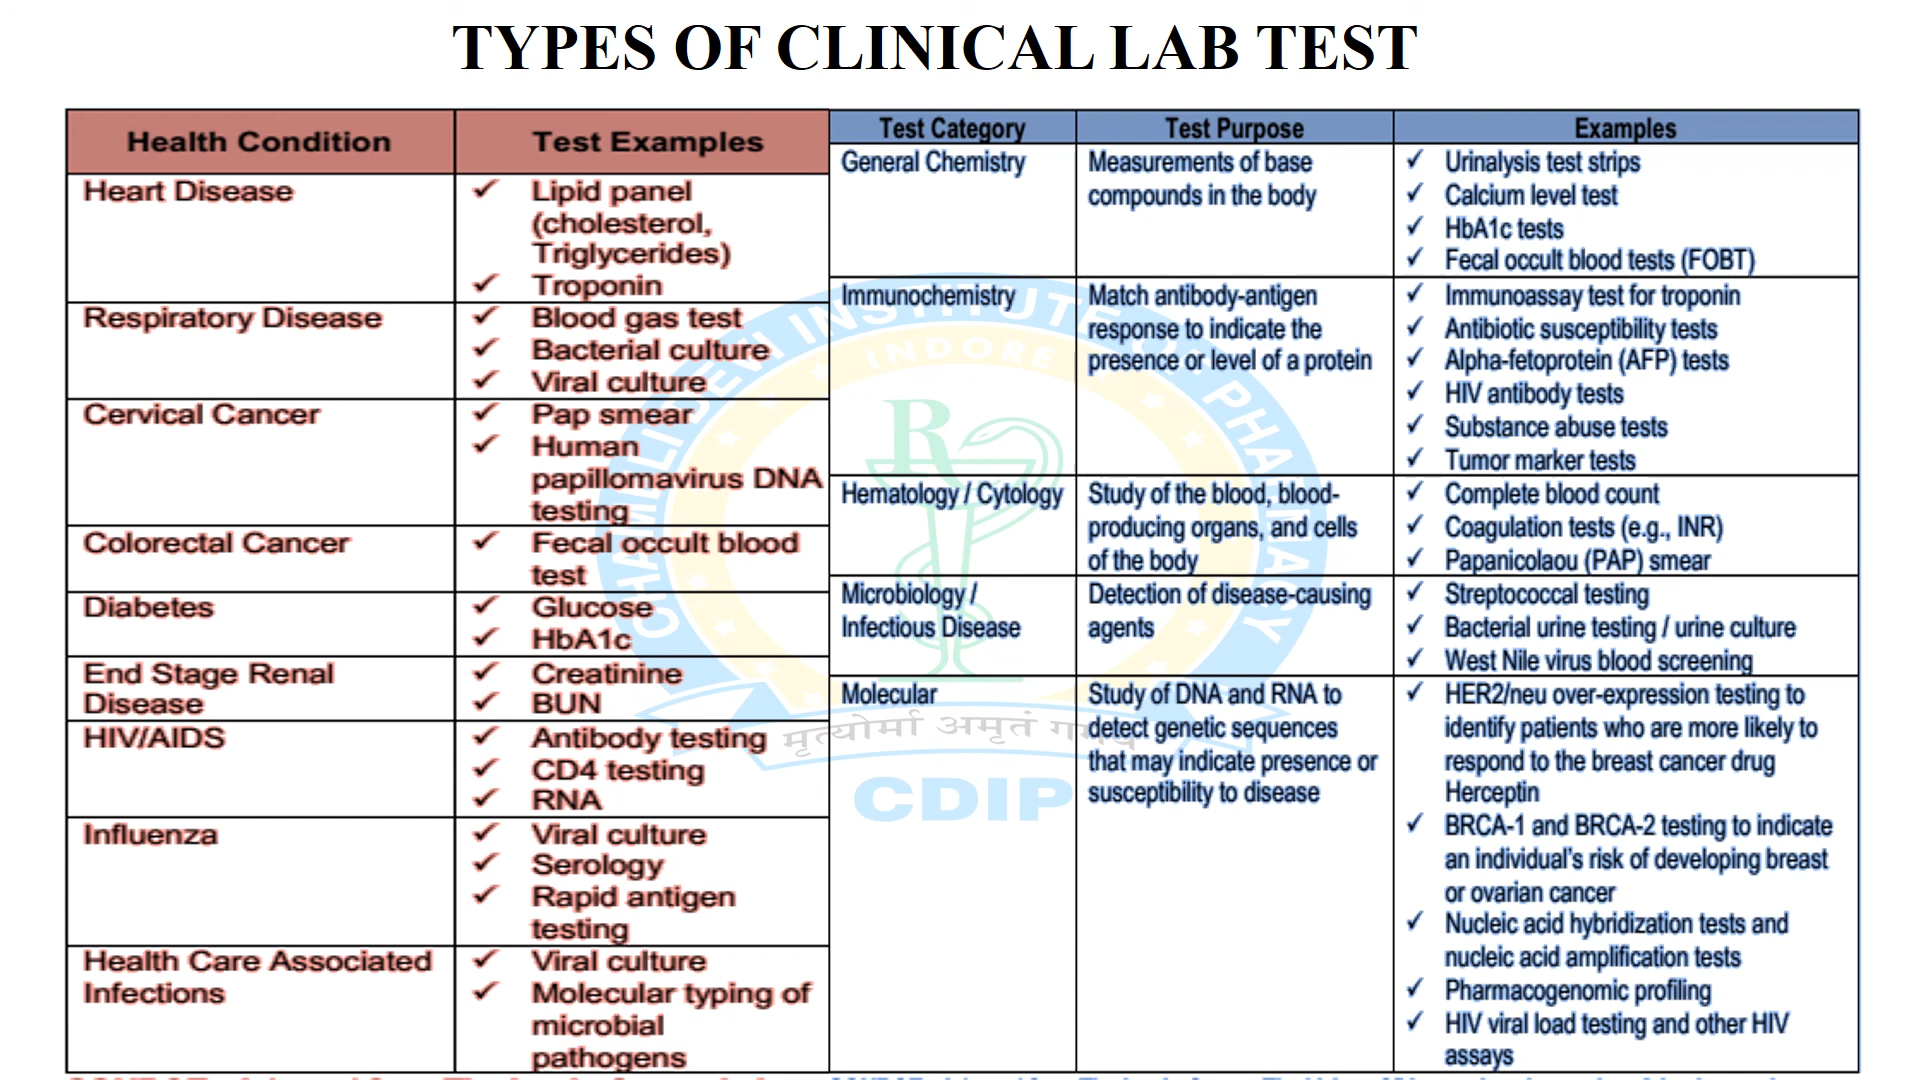 TYPES OF CLINICAL LAB TEST
Health Condition
Test Examples
Heart Disease
✓ Lipid panel
(cholesterol,
Triglycerides)
✓ Troponin
Respiratory Disease
✓ Blood gas test
✓ Bacterial culture
✓ Viral culture
Cervical Cancer
✓ Pap smear
✓ Human
papillomavirus DNA
testing
Colorectal Cancer
✓ Fecal occult blood
test
Diabetes
✓ Glucose
✓ HbA1c
End Stage Renal
Disease
✓ Creatinine
✓ BUN
HIV/AIDS
✓ Antibody testing
✓ CD4 testing
✓ RNA
Influenza
✓ Viral culture
✓ Serology
✓ Rapid antigen
testing
Health Care Associated
Infections
✓ Viral culture
✓ Molecular typing of
microbial
pathogens
Test Category
Test Purpose
Examples
General Chemistry
Measurements of base
compounds in the body
✓ Urinalysis test strips
✓ Calcium level test
✓ HbA1c tests
✓ Fecal occult blood tests (FOBT)
Immunochemistry
Match antibody-antigen
response to indicate the
presence or level of a protein
✓ Immunoassay test for troponin
✓ Antibiotic susceptibility tests
✓ Alpha-fetoprotein (AFP) tests
✓ HIV antibody tests
✓ Substance abuse tests
✓ Tumor marker tests
Hematology / Cytology
Study of the blood, blood-
producing organs, and cells
of the body
✓ Complete blood count
✓ Coagulation tests (e.g., INR)
✓ Papanicolaou (PAP) smear
Microbiology /
Infectious Disease
Detection of disease-causing
agents
✓ Streptococcal testing
✓ Bacterial urine testing / urine culture
✓ West Nile virus blood screening
Molecular
Study of DNA and RNA to
detect genetic sequences
that may indicate presence or
susceptibility to disease
✓ HER2/neu over-expression testing to
identify patients who are more likely to
respond to the breast cancer drug
Herceptin
✓ BRCA-1 and BRCA-2 testing to indicate
an individual's risk of developing breast
or ovarian cancer
✓ Nucleic acid hybridization tests and
nucleic acid amplification tests
✓ Pharmacogenomic profiling
✓ HIV viral load testing and other HIV
assays
CHAMELI DEVI INSTITUTE OF PHARMACY
INDORE
मृत्योर्मा अमृतं
CDIP